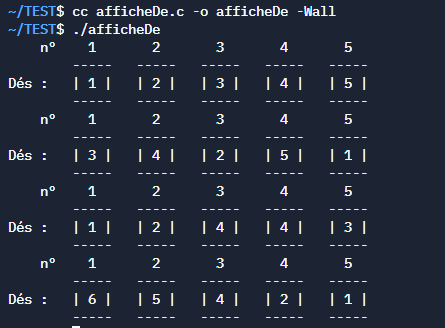 ~/TEST$ cc afficheDe.c -o afficheDe -Wall
~/TEST$ ./afficheDe
    n°    1       2       3       4       5
        -----   -----   -----   -----   -----
Dés :   | 1 |   | 2 |   | 3 |   | 4 |   | 5 |
        -----   -----   -----   -----   -----
    n°    1       2       3       4       5
        -----   -----   -----   -----   -----
Dés :   | 3 |   | 4 |   | 2 |   | 5 |   | 1 |
        -----   -----   -----   -----   -----
    n°    1       2       3       4       5
        -----   -----   -----   -----   -----
Dés :   | 1 |   | 2 |   | 4 |   | 4 |   | 3 |
        -----   -----   -----   -----   -----
    n°    1       2       3       4       5
        -----   -----   -----   -----   -----
Dés :   | 6 |   | 5 |   | 4 |   | 2 |   | 1 |
        -----   -----   -----   -----   -----